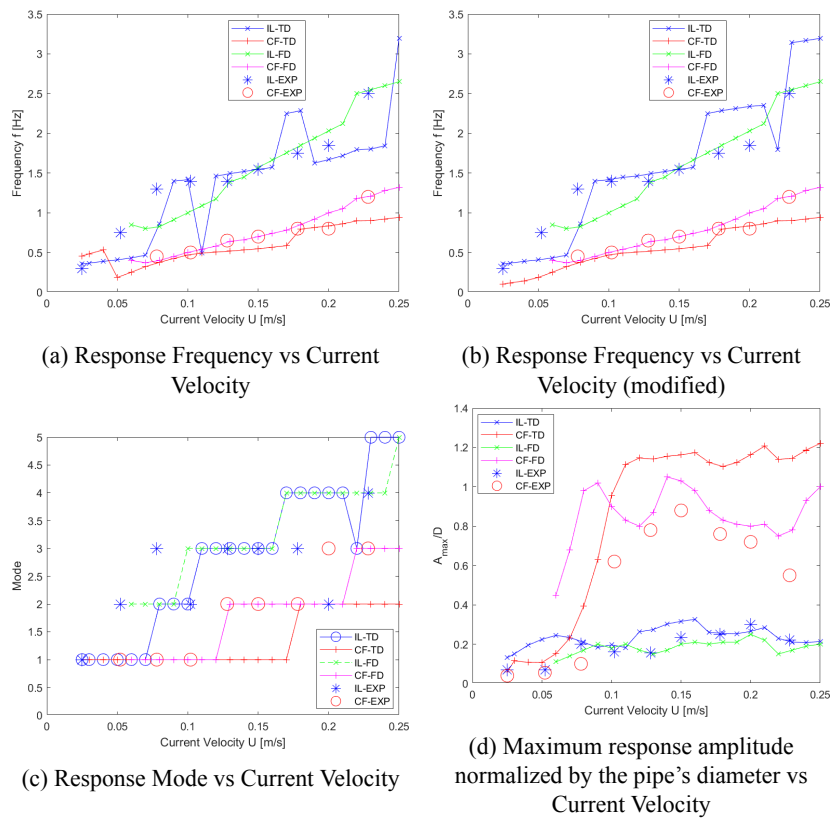 3.5
3
2.5
2
1.5
1
0.5
0
0
0.05
0.1
0.15
0.2
0.25
Frequency f [Hz]
Current Velocity U [m/s]
IL-TD
CF-TD
IL-FD
CF-FD
IL-EXP
CF-EXP
(a) Response Frequency vs Current
Velocity
3.5
3
2.5
2
1.5
1
0.5
0
0
0.05
0.1
0.15
0.2
0.25
Frequency f [Hz]
Current Velocity U [m/s]
IL-TD
CF-TD
IL-FD
CF-FD
IL-EXP
CF-EXP
(b) Response Frequency vs Current
Velocity (modified)
5
4.5
4
3.5
3
2.5
2
1.5
1
0.5
0
0
0.05
0.1
0.15
0.2
0.25
Mode
Current Velocity U [m/s]
IL-TD
CF-TD
IL-FD
CF-FD
IL-EXP
CF-EXP
(c) Response Mode vs Current Velocity
1.4
1.2
1
0.8
0.6
0.4
0.2
0
0
0.05
0.1
0.15
0.2
0.25
A_max/D
Current Velocity U [m/s]
IL-TD
CF-TD
IL-FD
CF-FD
IL-EXP
CF-EXP
(d) Maximum response amplitude
normalized by the pipe's diameter vs
Current Velocity